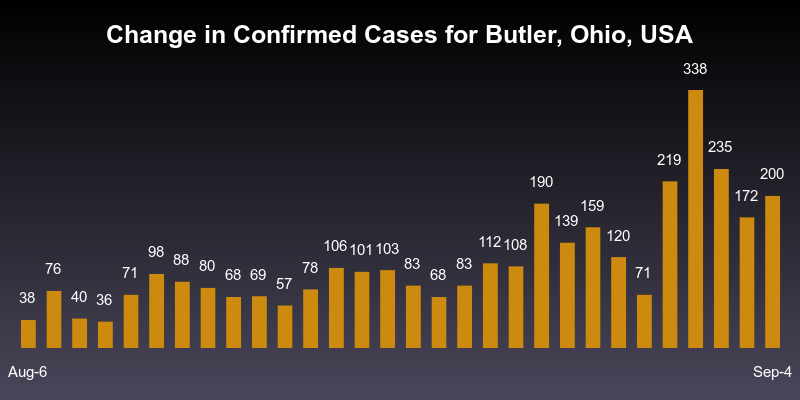 Change in Confirmed Cases for Butler, Ohio, USA
38 76 40 36 71 98 88 80 68 69 57 78 106 101 103 83 68 83 112 108 190 139 159 120 71 219 338 235 172 200
Aug-6 Sep-4